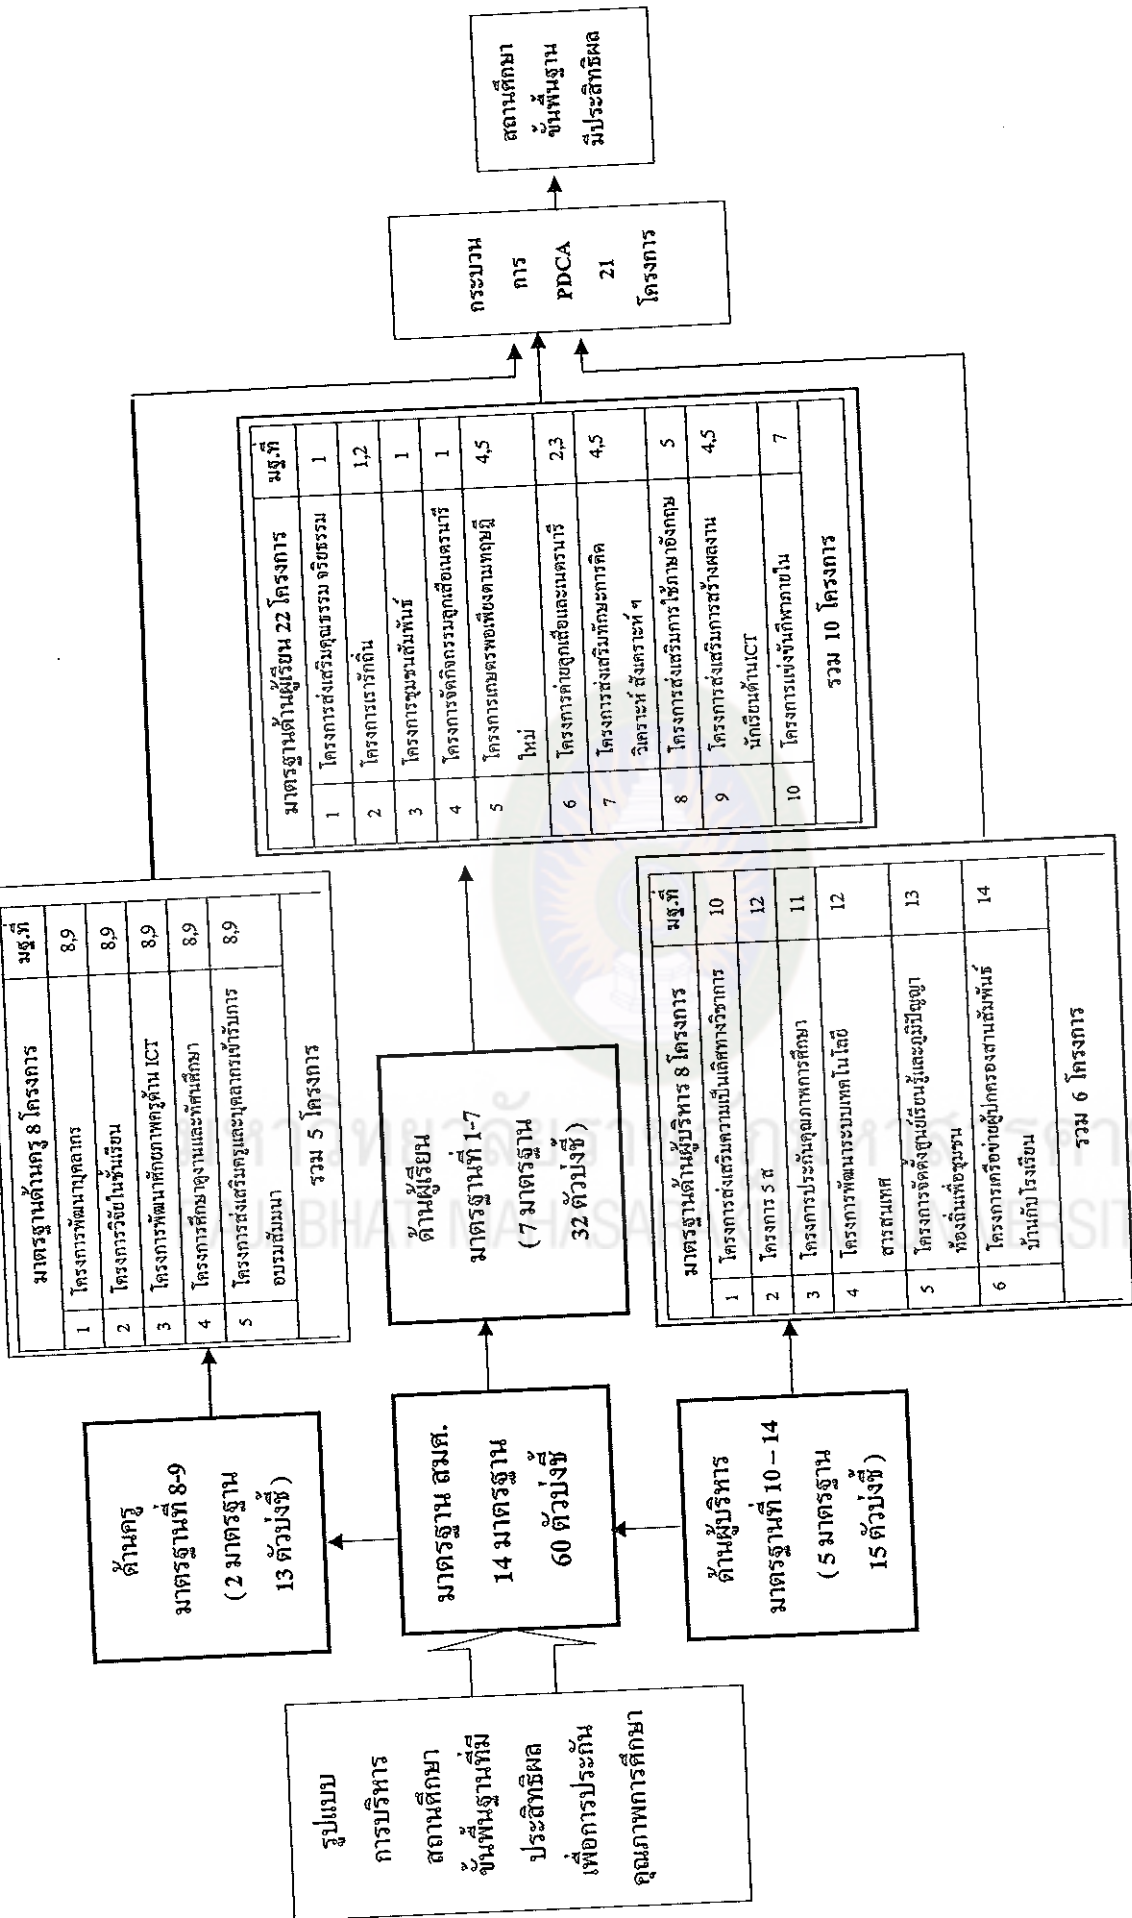 รูปแบบ
การบริหาร
สถานศึกษา
ขั้นพื้นฐานที่มี
ประสิทธิผล
เพื่อการประกัน
คุณภาพการศึกษา
ด้านครู
มาตรฐานที่ 8-9
( 2 มาตรฐาน
13 ตัวบ่งชี้ )
มาตรฐาน สมศ.
14 มาตรฐาน
60 ตัวบ่งชี้
ด้านผู้บริหาร
มาตรฐานที่ 10 – 14
( 5 มาตรฐาน
15 ตัวบ่งชี้ )
ด้านผู้เรียน
มาตรฐานที่ 1-7
(7 มาตรฐาน
32 ตัวบ่งชี้ )
มาตรฐานด้านครู 8 โครงการ มฐ.ที่
1 โครงการพัฒนาบุคลากร 8,9
2 โครงการวิจัยในชั้นเรียน 8,9
3 โครงการพัฒนาศักยภาพครูด้าน ICT 8,9
4 โครงการศึกษาดูงานและทัศนศึกษา 8,9
5 โครงการส่งเสริมครูและบุคลากรเข้ารับการ 8,9
อบรมสัมมนา
รวม 5 โครงการ
มาตรฐานด้านผู้เรียน 22 โครงการ มฐ.ที่
1 โครงการส่งเสริมคุณธรรม จริยธรรม 1
2 โครงการเรารักถิ่น 1,2
3 โครงการชุมชนสัมพันธ์ 1
4 โครงการจัดกิจกรรมลูกเสือเนตรนารี 1
5 โครงการเกษตรพอเพียงตามทฤษฎี 4,5
ใหม่
6 โครงการค่ายลูกเสือและเนตรนารี 2,3
7 โครงการส่งเสริมทักษะการคิด 4,5
วิเคราะห์ สังเคราะห์ ฯ
8 โครงการส่งเสริมการใช้ภาษาอังกฤษ 5
9 โครงการส่งเสริมการสร้างผลงาน 4,5
นักเรียนด้านICT
10 โครงการแข่งขันกีฬาภายใน 7
รวม 10 โครงการ
มาตรฐานด้านผู้บริหาร 8 โครงการ มฐ.ที่
1 โครงการส่งเสริมความเป็นเลิศทางวิชาการ 10
2 โครงการ 5 ส 12
3 โครงการประกันคุณภาพการศึกษา 11
4 โครงการพัฒนาระบบเทคโนโลยี 12
สารสนเทศ
5 โครงการจัดตั้งศูนย์เรียนรู้และภูมิปัญญา 13
ท้องถิ่นเพื่อชุมชน
6 โครงการเครือข่ายผู้ปกครองสานสัมพันธ์ 14
บ้านกับโรงเรียน
รวม 6 โครงการ
กระบวน
การ
PDCA
21
โครงการ
สถานศึกษา
ขั้นพื้นฐาน
มีประสิทธิผล